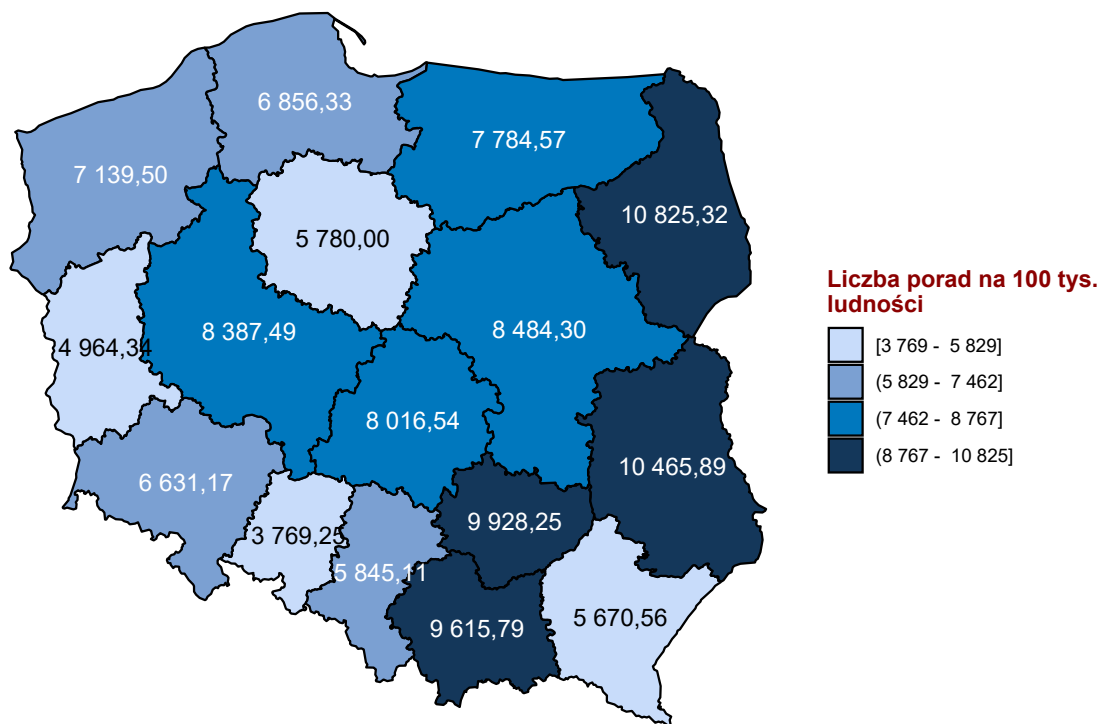 6 856,33
7 784,57
7 139,50
10 825,32
5 780,00
8 387,49
8 484,30
4 964,34
8 016,54
10 465,89
6 631,17
9 928,25
3 769,25
5 845,11
9 615,79
5 670,56
Liczba porad na 100 tys.
ludności
[3 769 - 5 829]
(5 829 - 7 462]
(7 462 - 8 767]
(8 767 - 10 825]